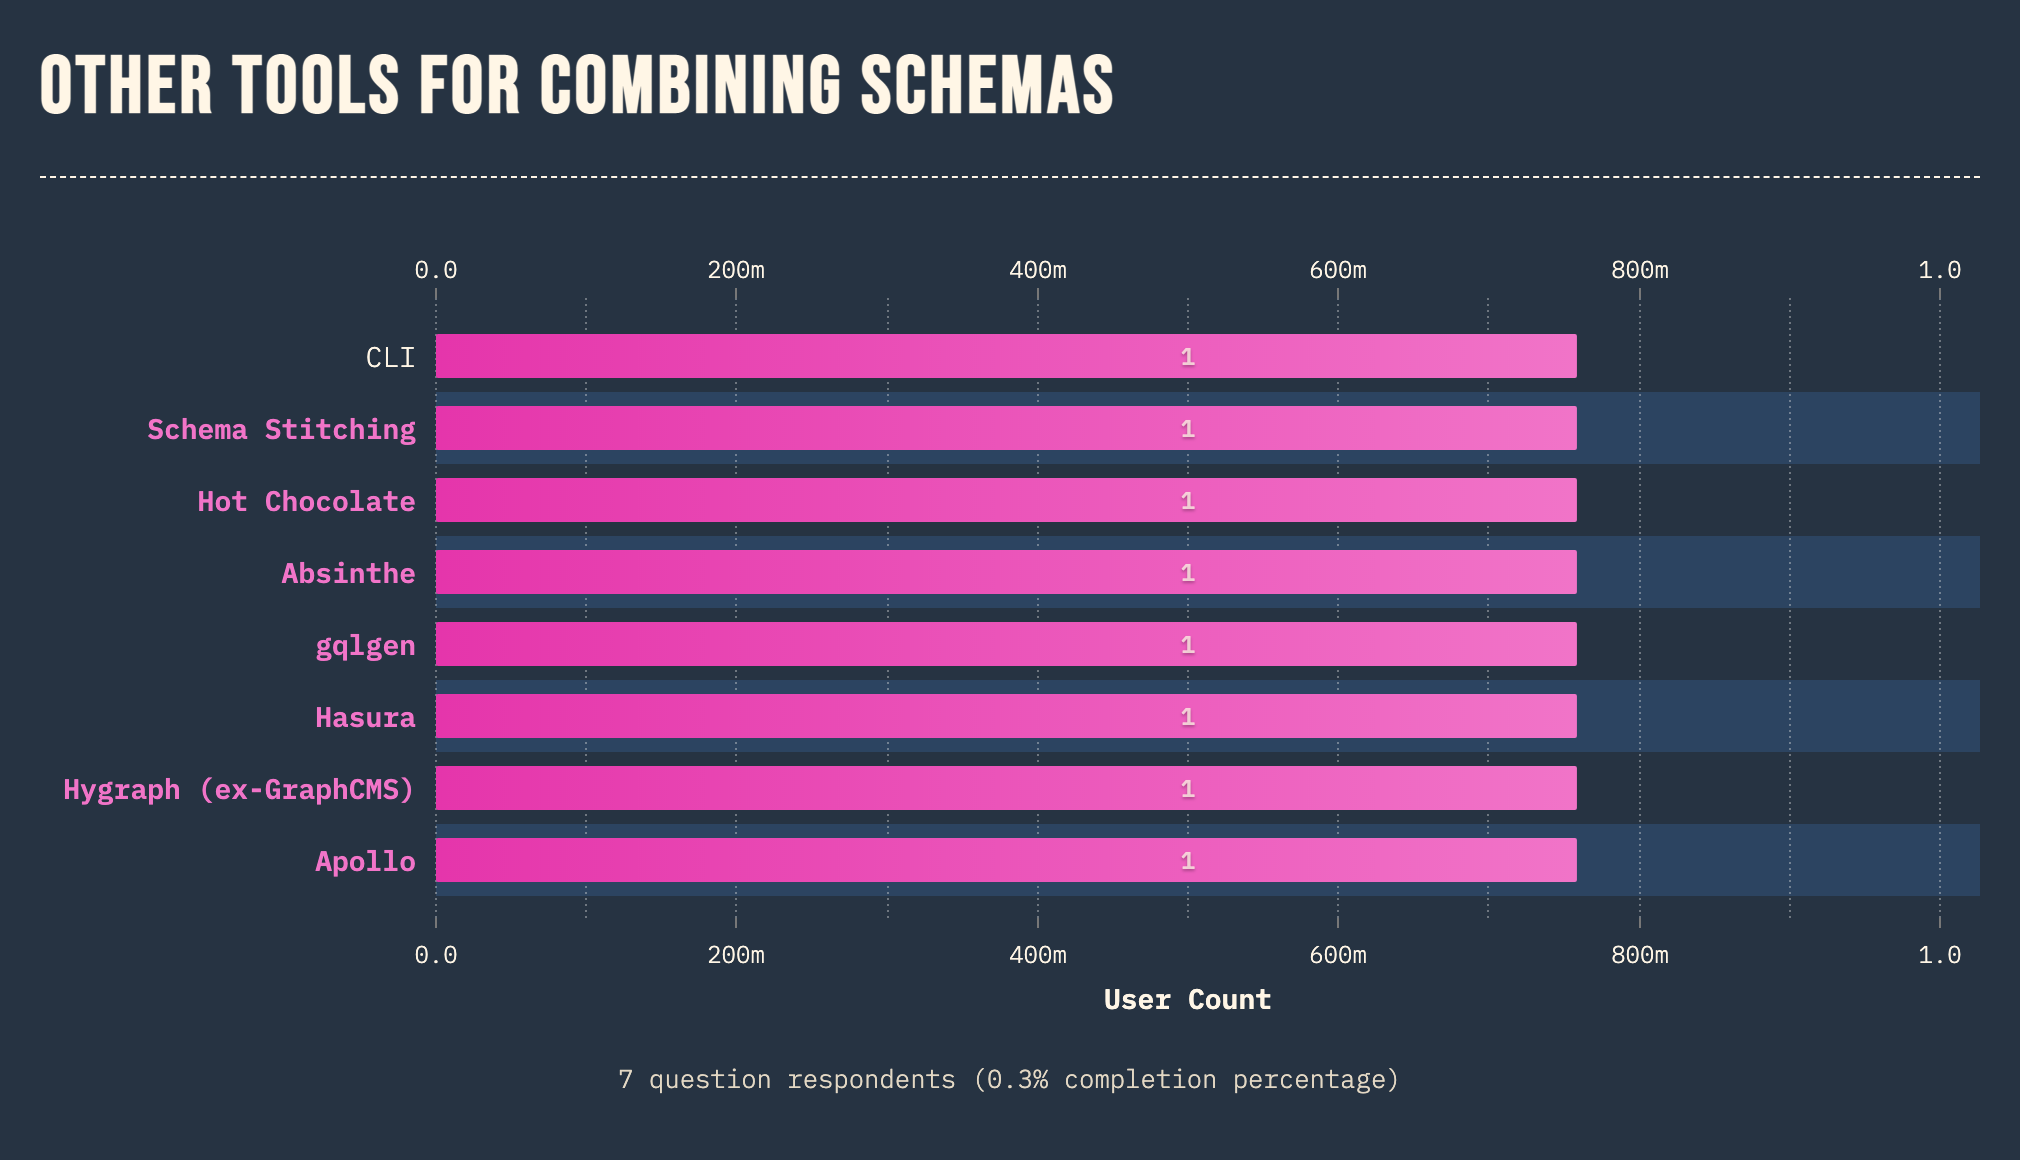 OTHER TOOLS FOR COMBINING SCHEMAS
0.0 200m 400m 600m 800m 1.0
CLI 1
Schema Stitching 1
Hot Chocolate 1
Absinthe 1
gqlgen 1
Hasura 1
Hygraph (ex-GraphCMS) 1
Apollo 1
0.0 200m 400m 600m 800m 1.0
User Count
7 question respondents (0.3% completion percentage)